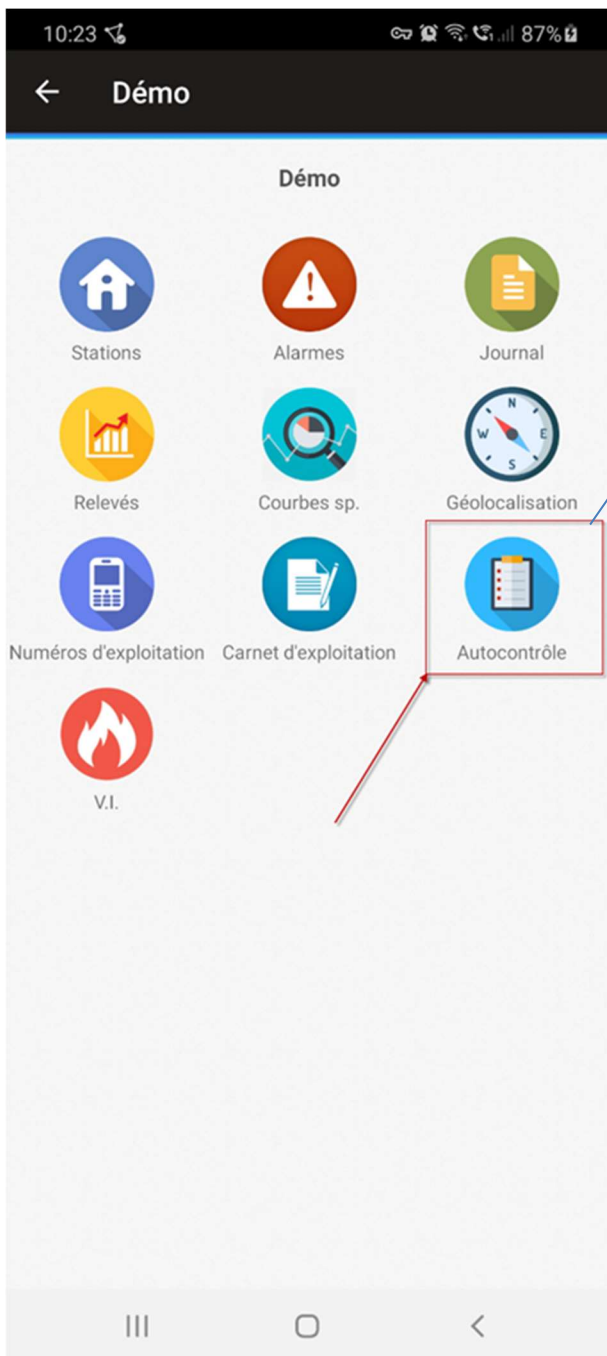 10:23 87%
Démo
Démo
Stations Alarmes Journal
N
W E
S
Relevés Courbes sp. Géolocalisation
Numéros d'exploitation Carnet d'exploitation Autocontrôle
V.I.